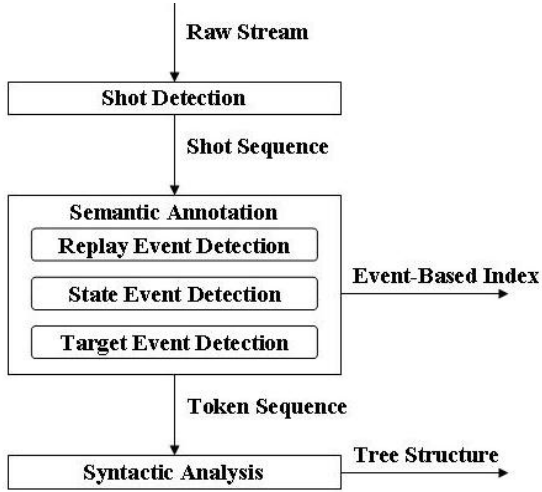 Raw Stream
Shot Detection
Shot Sequence
Semantic Annotation
Replay Event Detection
State Event Detection
Target Event Detection
Event-Based Index
Token Sequence
Syntactic Analysis
Tree Structure